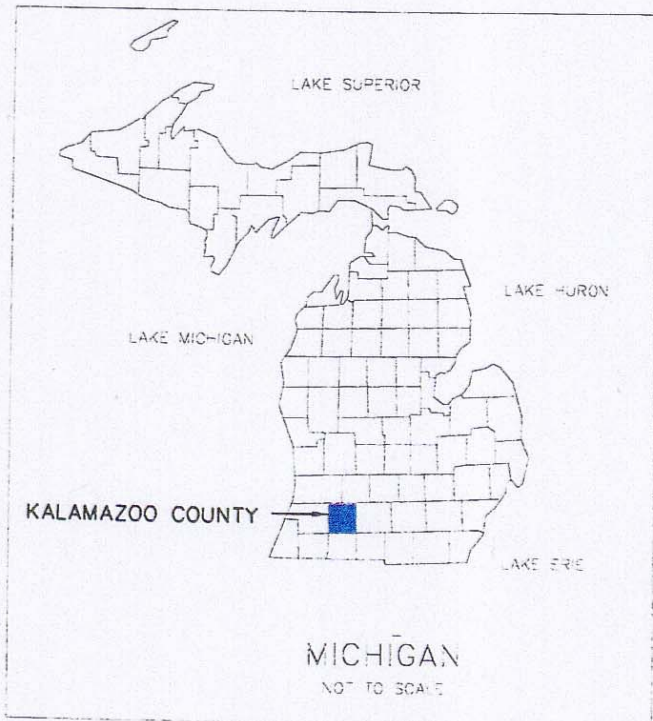 LAKE SUPERIOR
LAKE HURON
LAKE MICHIGAN
KALAMAZOO COUNTY
LAKE ERIE
MICHIGAN
NOT TO SCALE